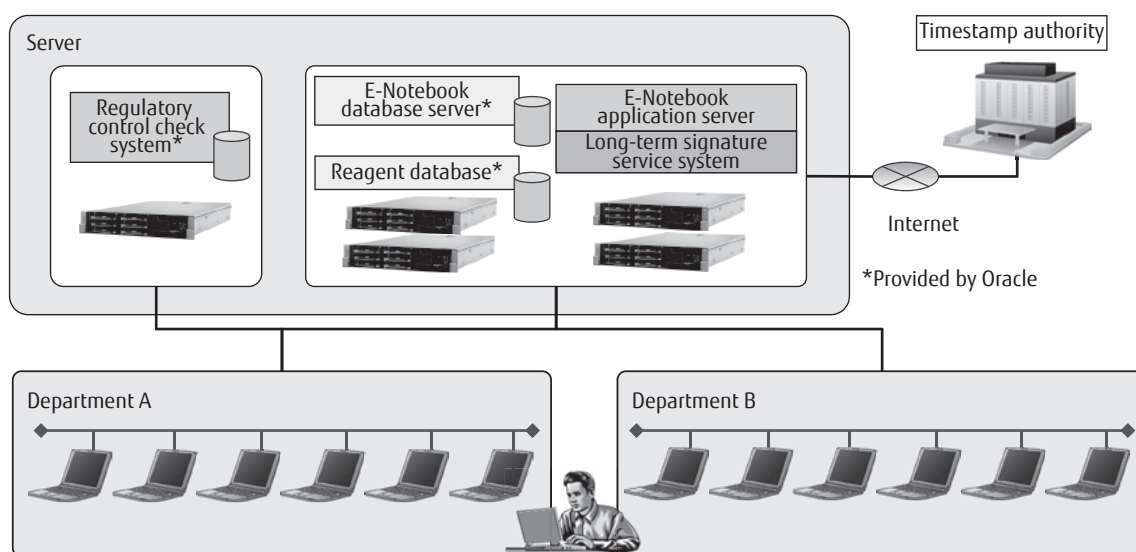 Server
Timestamp authority
Regulatory
control check
system*
E-Notebook
database server*
Reagent database*
E-Notebook
application server
Long-term signature
service system
Internet
*Provided by Oracle
Department A
Department B